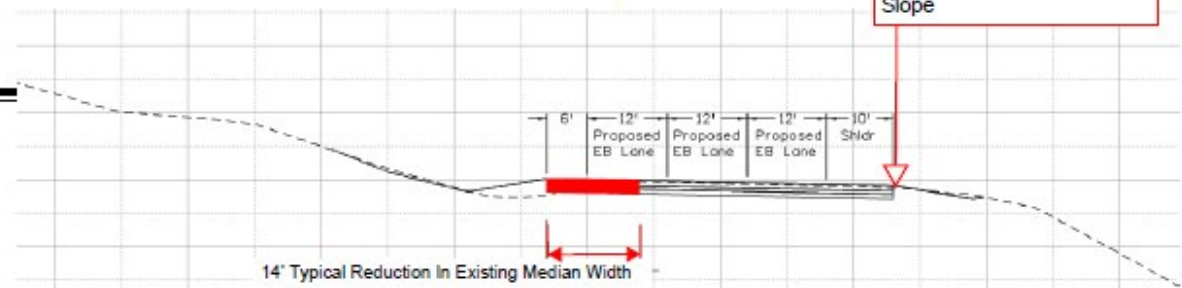 Slope
6' 12' 12' 12' 10'
Proposed Proposed Proposed Shldr
EB Lane EB Lane EB Lane
14' Typical Reduction In Existing Median Width